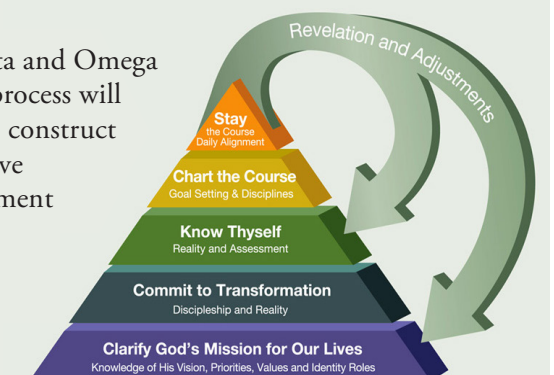 ta and Omega
process will
construct
ve
ment
Revelation and Adjustments
Stay
the Course
Daily Alignment
Chart the Course
Goal Setting & Disciplines
Know Thyself
Reality and Assessment
Commit to Transformation
Discipleship and Reality
Clarify God's Mission for Our Lives
Knowledge of His Vision, Priorities, Values and Identity Roles